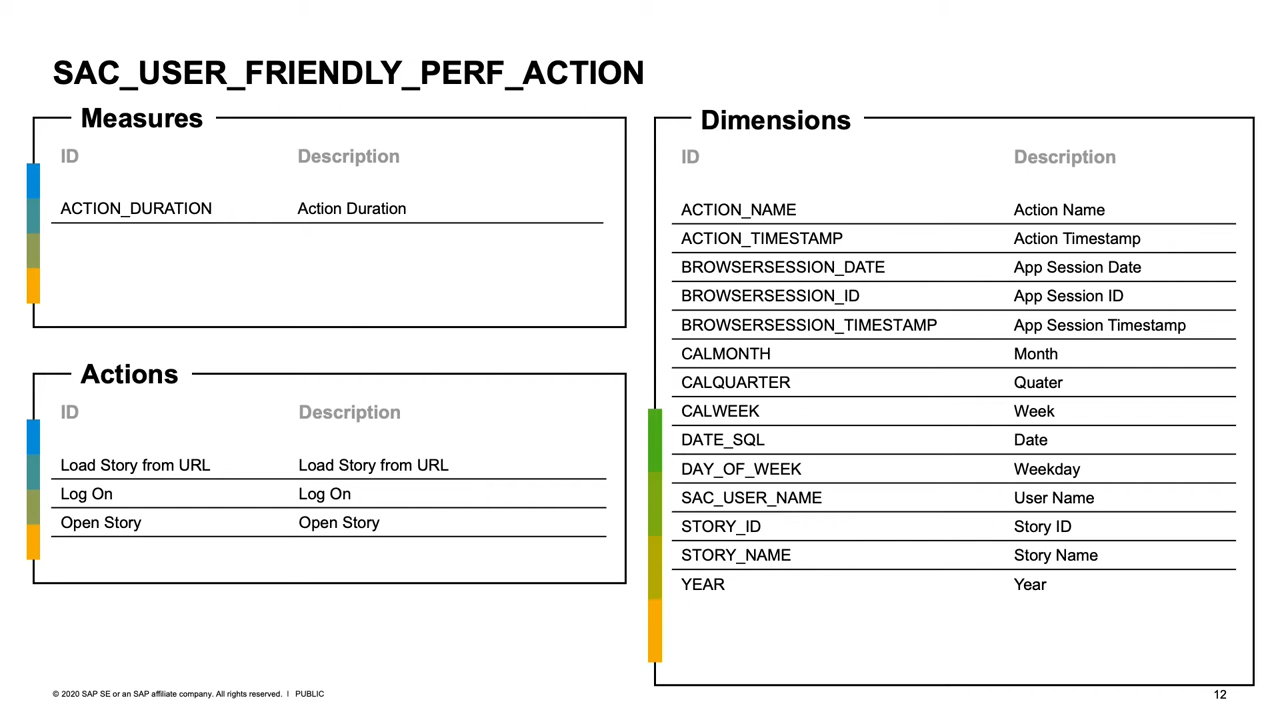 SAC_USER_FRIENDLY_PERF_ACTION
Measures
ID Description
ACTION_DURATION Action Duration
Actions
ID Description
Load Story from URL Load Story from URL
Log On Log On
Open Story Open Story
Dimensions
ID Description
ACTION_NAME Action Name
ACTION_TIMESTAMP Action Timestamp
BROWSERSESSION_DATE App Session Date
BROWSERSESSION_ID App Session ID
BROWSERSESSION_TIMESTAMP App Session Timestamp
CALMONTH Month
CALQUARTER Quater
CALWEEK Week
DATE_SQL Date
DAY_OF_WEEK Weekday
SAC_USER_NAME User Name
STORY_ID Story ID
STORY_NAME Story Name
YEAR Year
© 2020 SAP SE or an SAP affiliate company. All rights reserved. | PUBLIC
12